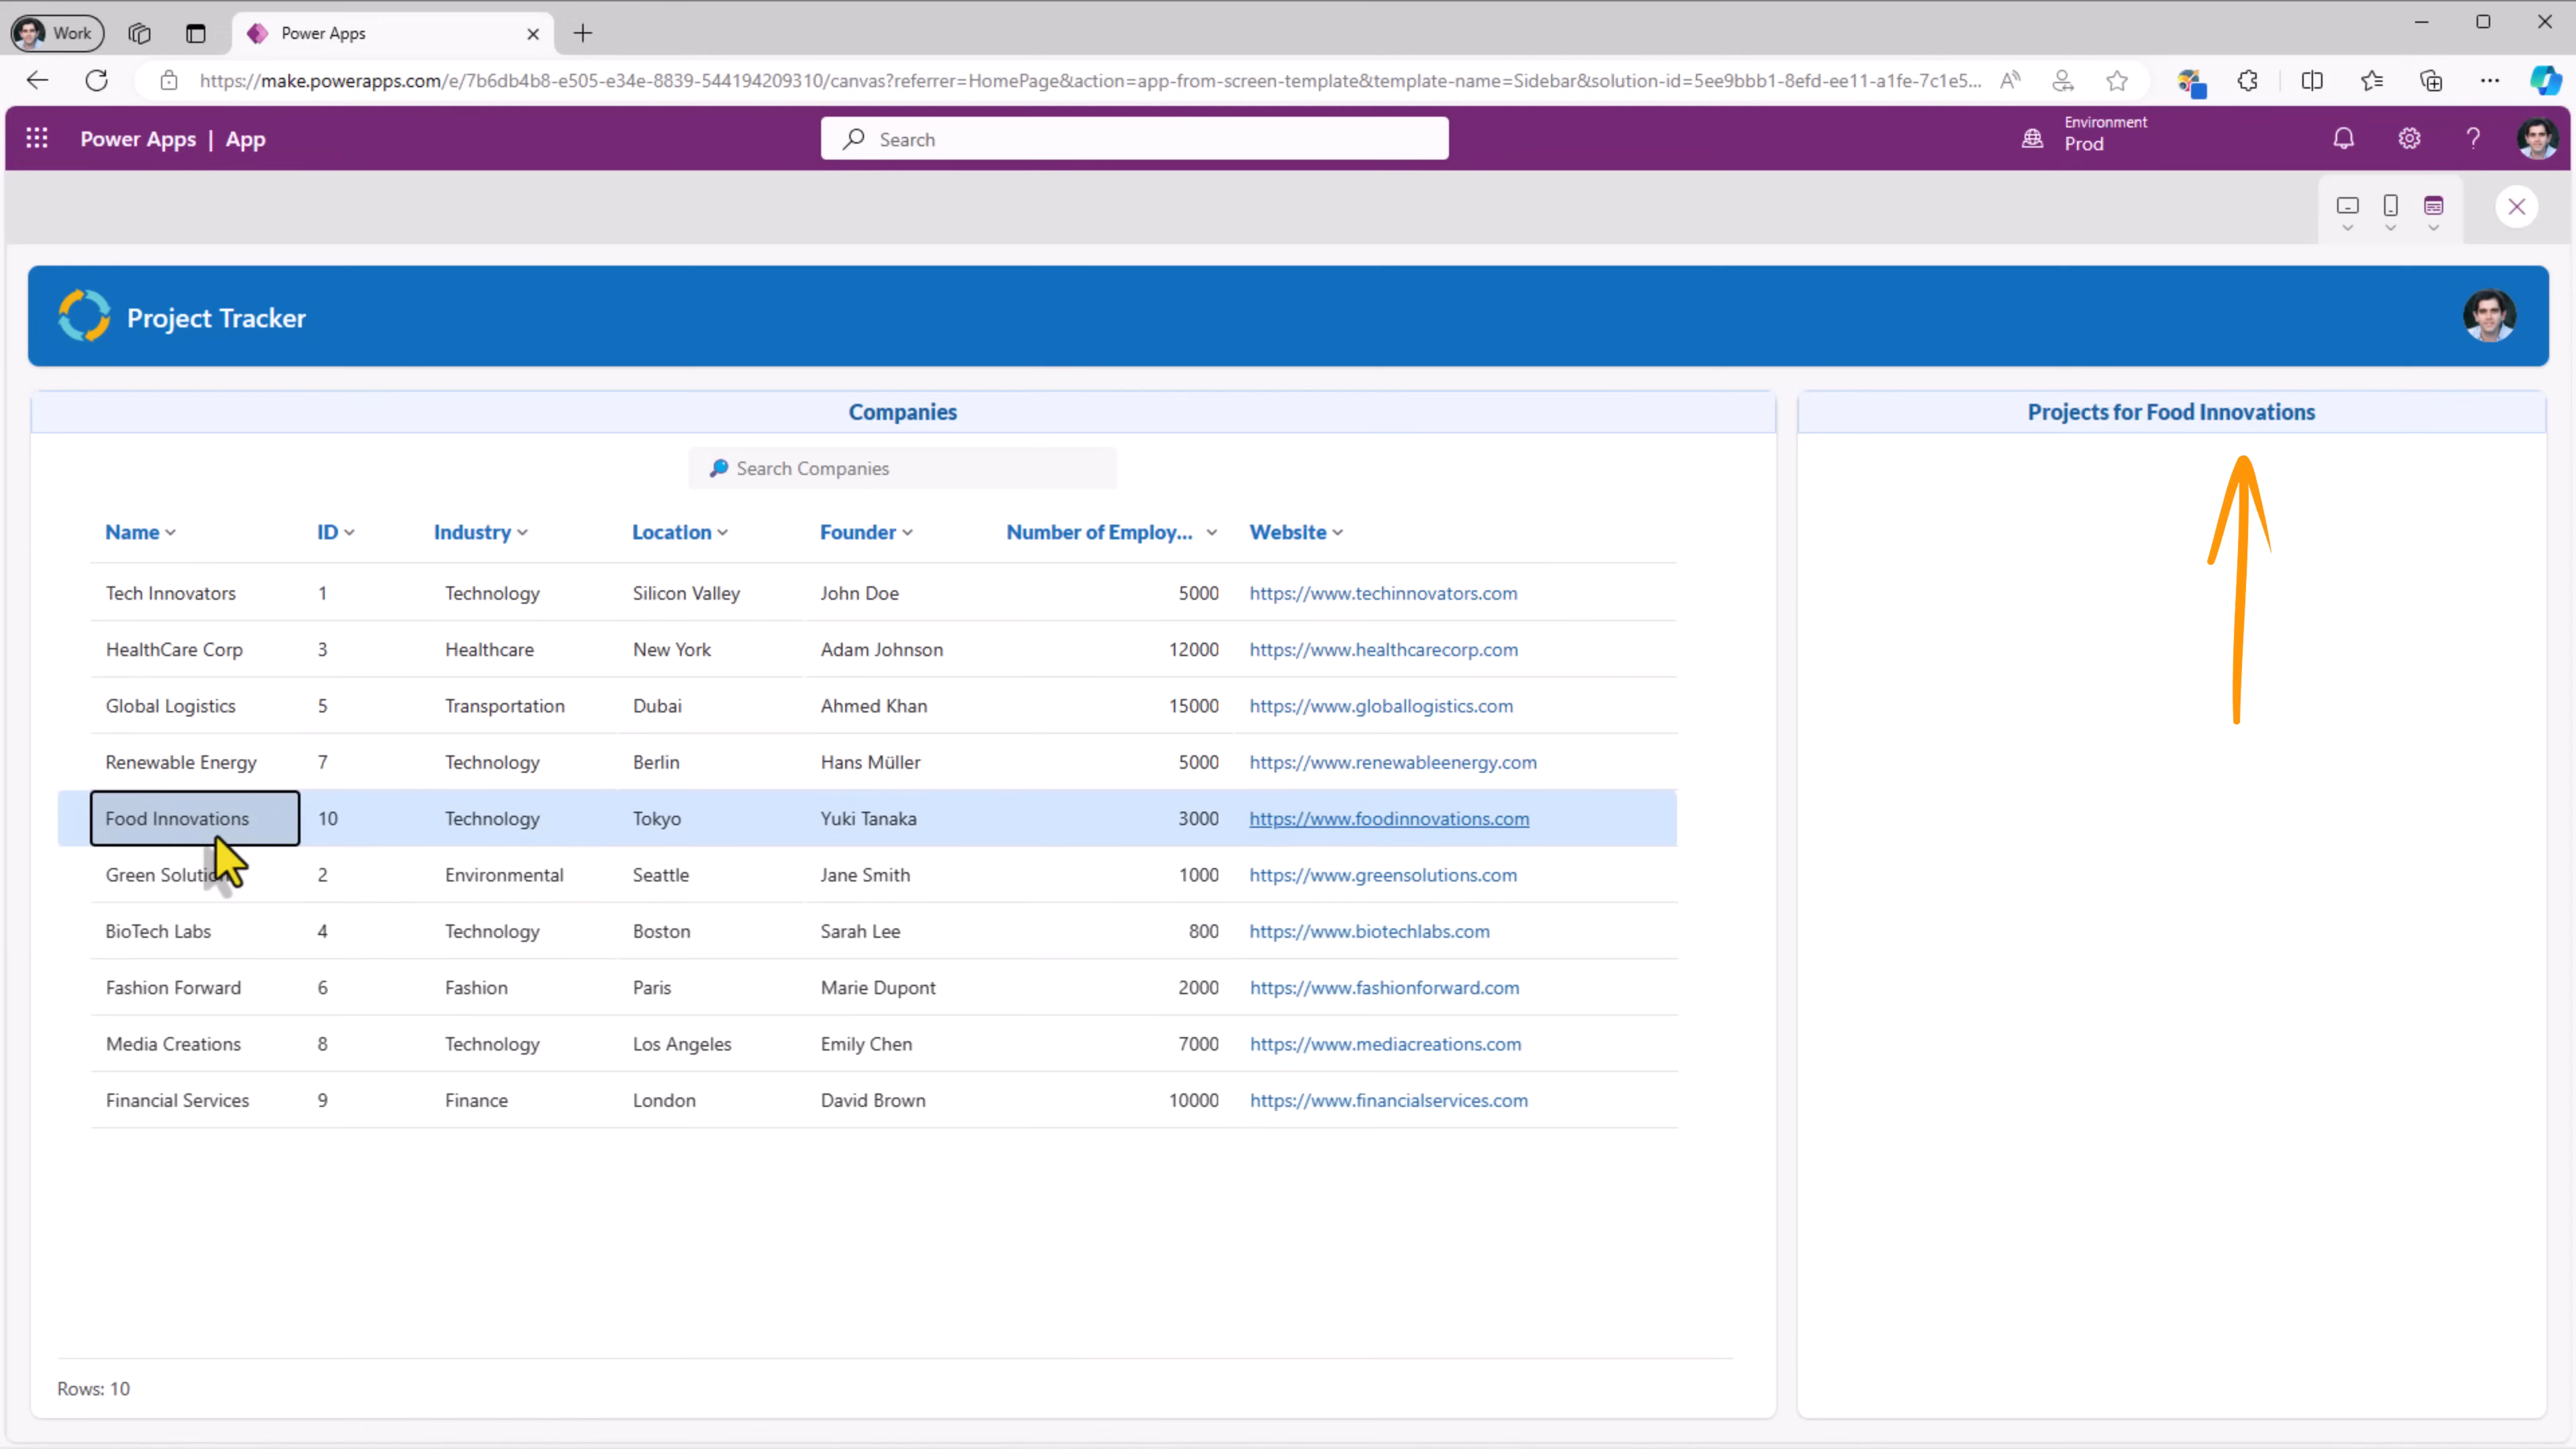 Work
Power Apps
https://make.powerapps.com/e/7b6db4b8-e505-e34e-8839-544194209310/canvas?referrer=HomePage&action=app-from-screen-template&template-name=Sidebar&solution-id=5ee9bbb1-8efd-ee11-a1fe-7c1e5...
Power Apps | App
Search
Environment
Prod
Project Tracker
Companies
Projects for Food Innovations
Search Companies
Name ID Industry Location Founder Number of Employ... Website
Tech Innovators 1 Technology Silicon Valley John Doe 5000 https://www.techinnovators.com
HealthCare Corp 3 Healthcare New York Adam Johnson 12000 https://www.healthcarecorp.com
Global Logistics 5 Transportation Dubai Ahmed Khan 15000 https://www.globallogistics.com
Renewable Energy 7 Technology Berlin Hans Müller 5000 https://www.renewableenergy.com
Food Innovations 10 Technology Tokyo Yuki Tanaka 3000 https://www.foodinnovations.com
Green Solution 2 Environmental Seattle Jane Smith 1000 https://www.greensolutions.com
BioTech Labs 4 Technology Boston Sarah Lee 800 https://www.biotechlabs.com
Fashion Forward 6 Fashion Paris Marie Dupont 2000 https://www.fashionforward.com
Media Creations 8 Technology Los Angeles Emily Chen 7000 https://www.mediacreations.com
Financial Services 9 Finance London David Brown 10000 https://www.financialservices.com
Rows: 10